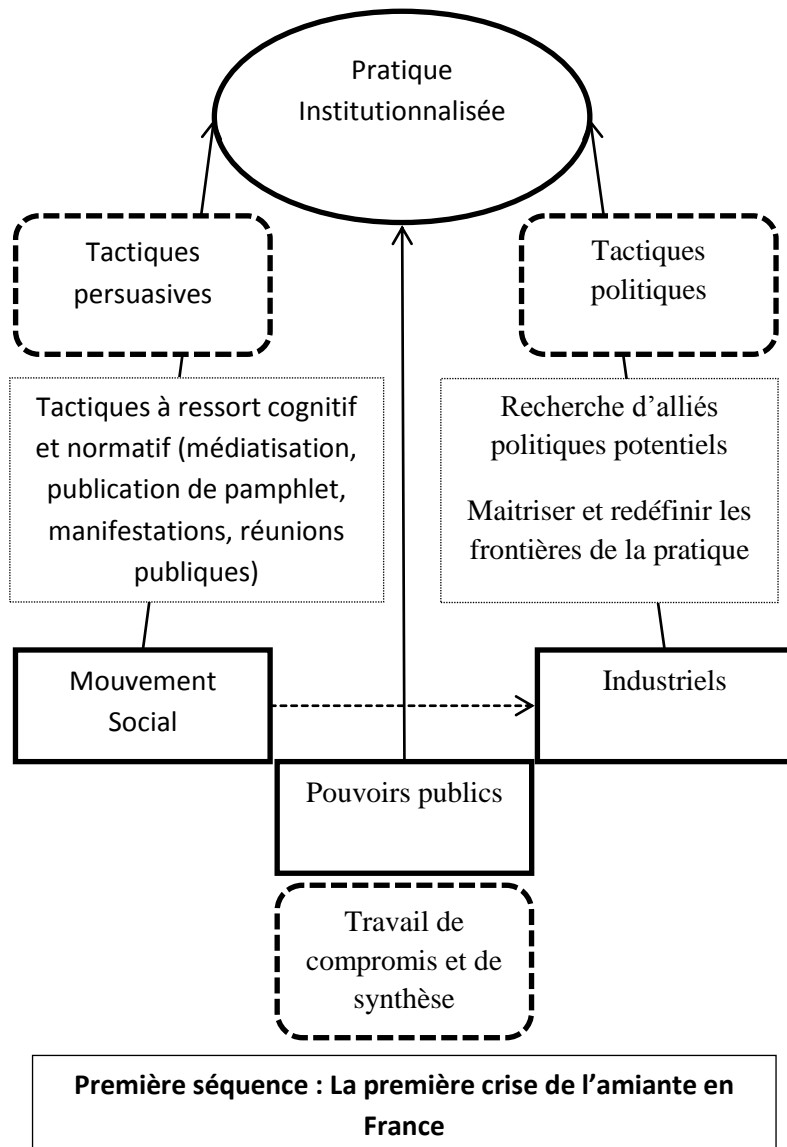 Pratique
Institutionnalisée
Tactiques
persuasives
Tactiques
politiques
Tactiques à ressort cognitif
et normatif (médiatisation,
publication de pamphlet,
manifestations, réunions
publiques)
Recherche d’alliés
politiques potentiels
Maitriser et redéfinir les
frontières de la pratique
Mouvement
Social
Industriels
Pouvoirs publics
Travail de
compromis et de
synthèse
Première séquence : La première crise de l’amiante en
France